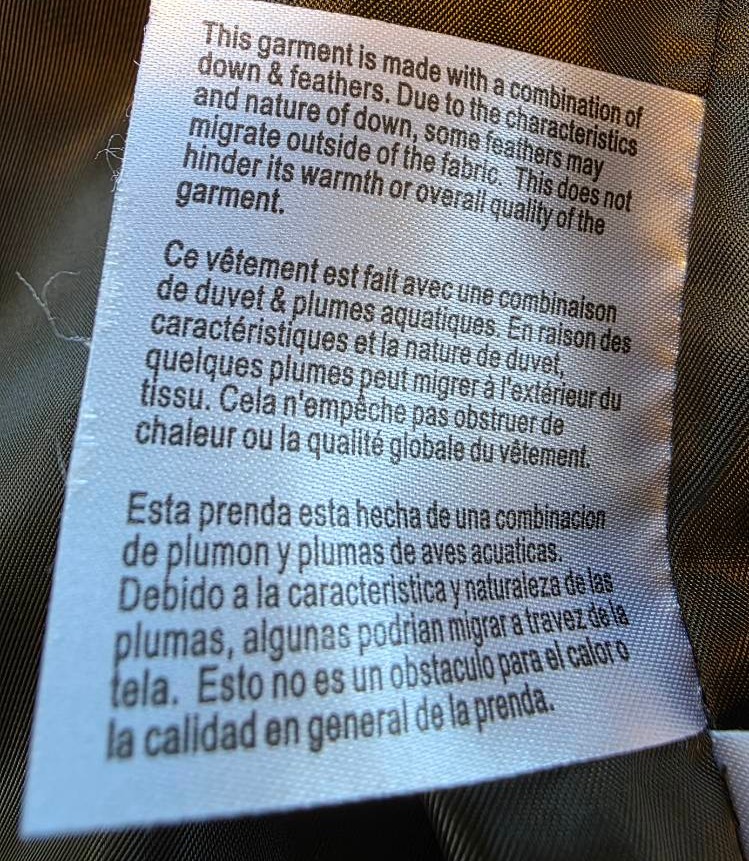 This garment is made with a combination of
down & feathers. Due to the characteristics
and nature of down, some feathers may
migrate outside of the fabric. This does not
hinder its warmth or overall quality of the
garment.
Ce vêtement est fait avec une combinaison
de duvet & plumes aquatiques. En raison des
caractéristiques et la nature de duvet,
quelques plumes peut migrer à l'extérieur du
tissu. Cela n'empêche pas obstruer de
chaleur ou la qualité globale du vêtement.
Esta prenda esta hecha de una combinacion
de plumon y plumas de aves acuaticas.
Debido a la caracteristica y naturaleza de las
plumas, algunas podrian migrar a travez de la
tela. Esto no es un obstaculo para el calor o
la calidad en general de la prenda.